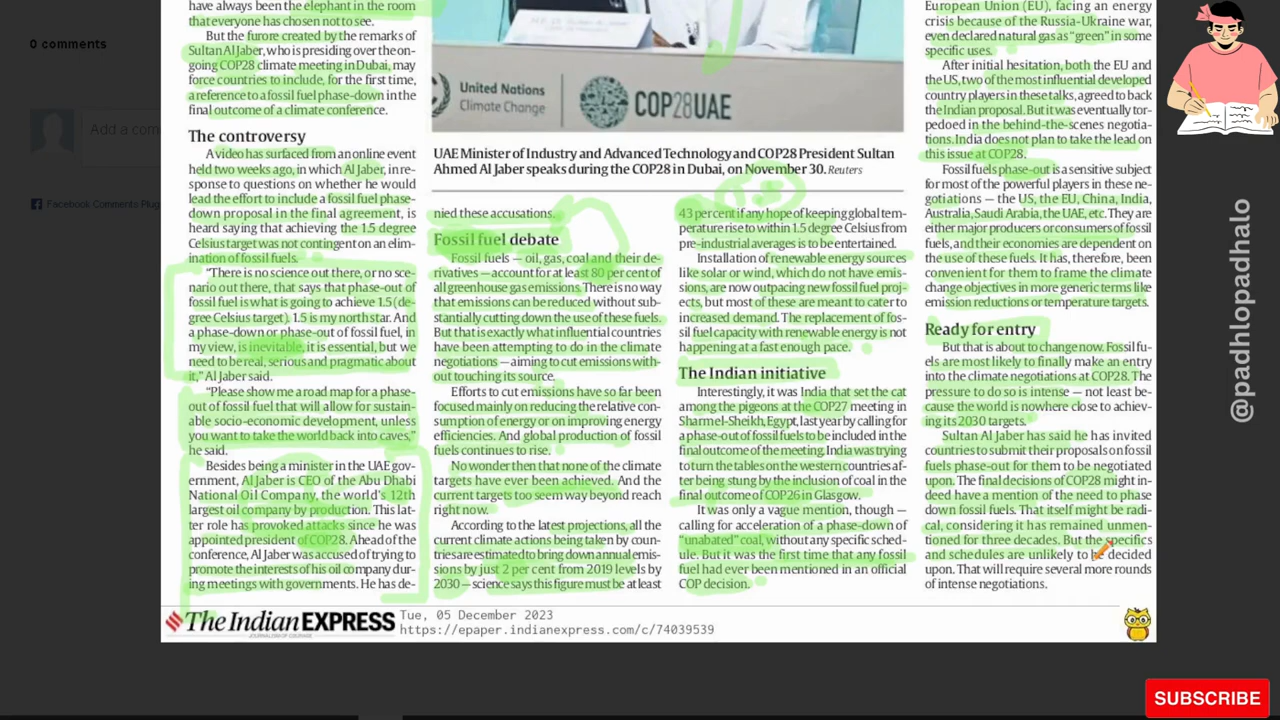 0 comments
Add a com
Facebook Comments Plug
have always been the elephant in the room
that everyone has chosen not to see.
But the furore created by the remarks of
Sultan Al Jaber, who is presiding over the on-
going COP28 climate meeting in Dubai, may
force countries to include, for the first time,
a reference to a fossil fuel phase-down in the
final outcome of a climate conference.
The controversy
A video has surfaced from an online event
held two weeks ago, in which Al Jaber, in re-
sponse to questions on whether he would
lead the effort to include a fossil fuel phase-
down proposal in the final agreement, is
heard saying that achieving the 1.5 degree
Celsius target was not contingent on an elim-
ination of fossil fuels.
"There is no science out there, or no sce-
nario out there, that says that phase-out of
fossil fuel is what is going to achieve 1.5 (de-
gree Celsius target). 1.5 is my north star. And
a phase-down or phase-out of fossil fuel, in
my view, is inevitable, it is essential, but we
need to be real, serious and pragmatic about
it," Al Jaber said.
"Please show me a road map for a phase-
out of fossil fuel that will allow for sustain-
able socio-economic development, unless
you want to take the world back into caves,"
he said.
Besides being a minister in the UAE gov-
ernment, Al Jaber is CEO of the Abu Dhabi
National Oil Company, the world's 12th
largest oil company by production. This lat-
ter role has provoked attacks since he was
appointed president of COP28. Ahead of the
conference, Al Jaber was accused of trying to
promote the interests of his oil company dur-
ing meetings with governments. He has de-
United Nations
Climate Change
COP28UAE
UAE Minister of Industry and Advanced Technology and COP28 President Sultan
Ahmed Al Jaber speaks during the COP28 in Dubai, on November 30. Reuters
nied these accusations.
Fossil fuel debate
Fossil fuels — oil, gas, coal and their de-
rivatives — account for at least 80 per cent of
all greenhouse gas emissions. There is no way
that emissions can be reduced without sub-
stantially cutting down the use of these fuels.
But that is exactly what influential countries
have been attempting to do in the climate
negotiations — aiming to cut emissions with-
out touching its source.
Efforts to cut emissions have so far been
focused mainly on reducing the relative con-
sumption of energy or on improving energy
efficiencies. And global production of fossil
fuels continues to rise.
No wonder then that none of the climate
targets have ever been achieved. And the
current targets too seem way beyond reach
right now.
According to the latest projections, all the
current climate actions being taken by coun-
tries are estimated to bring down annual emis-
sions by just 2 per cent from 2019 levels by
2030 — science says this figure must be at least
43 per cent if any hope of keeping global tem-
perature rise to within 1.5 degree Celsius from
pre-industrial averages is to be entertained.
Installation of renewable energy sources
like solar or wind, which do not have emis-
sions, are now outpacing new fossil fuel proj-
ects, but most of these are meant to cater to
increased demand. The replacement of fos-
sil fuel capacity with renewable energy is not
happening at a fast enough pace.
The Indian initiative
Interestingly, it was India that set the cat
among the pigeons at the COP27 meeting in
Sharmel-Sheikh, Egypt, last year by calling for
a phase-out of fossil fuels to be included in the
final outcome of the meeting. India was trying
to turn the tables on the western countries af-
ter being stung by the inclusion of coal in the
final outcome of COP26 in Glasgow.
It was only a vague mention, though —
calling for acceleration of a phase-down of
"unabated" coal, without any specific sched-
ule. But it was the first time that any fossil
fuel had ever been mentioned in an official
COP decision.
European Union (EU), facing an energy
crisis because of the Russia-Ukraine war,
even declared natural gas as "green" in some
specific uses.
After initial hesitation, both the EU and
the US, two of the most influential developed
country players in these talks, agreed to back
the Indian proposal. But it was eventually tor-
pedoed in the behind-the-scenes negotia-
tions. India does not plan to take the lead on
this issue at COP28.
Fossil fuels phase-out is a sensitive subject
for most of the powerful players in these ne-
gotiations — the US, the EU, China, India,
Australia, Saudi Arabia, the UAE, etc. They are
either major producers or consumers of fossil
fuels, and their economies are dependent on
the use of these fuels. It has, therefore, been
convenient for them to frame the climate
change objectives in more generic terms like
emission reductions or temperature targets.
Ready for entry
But that is about to change now. Fossil fu-
els are most likely to finally make an entry
into the climate negotiations at COP28. The
pressure to do so is intense — not least be-
cause the world is nowhere close to achiev-
ing its 2030 targets.
Sultan Al Jaber has said he has invited
countries to submit their proposals on fossil
fuels phase-out for them to be negotiated
upon. The final decisions of COP28 might in-
deed have a mention of the need to phase
down fossil fuels. That itself might be radi-
cal, considering it has remained unmen-
tioned for three decades. But the specifics
and schedules are unlikely to be decided
upon. That will require several more rounds
of intense negotiations.
The Indian EXPRESS
Tue, 05 December 2023
https://epaper.indianexpress.com/c/74039539
@padhlopadhalo
SUBSCRIBE